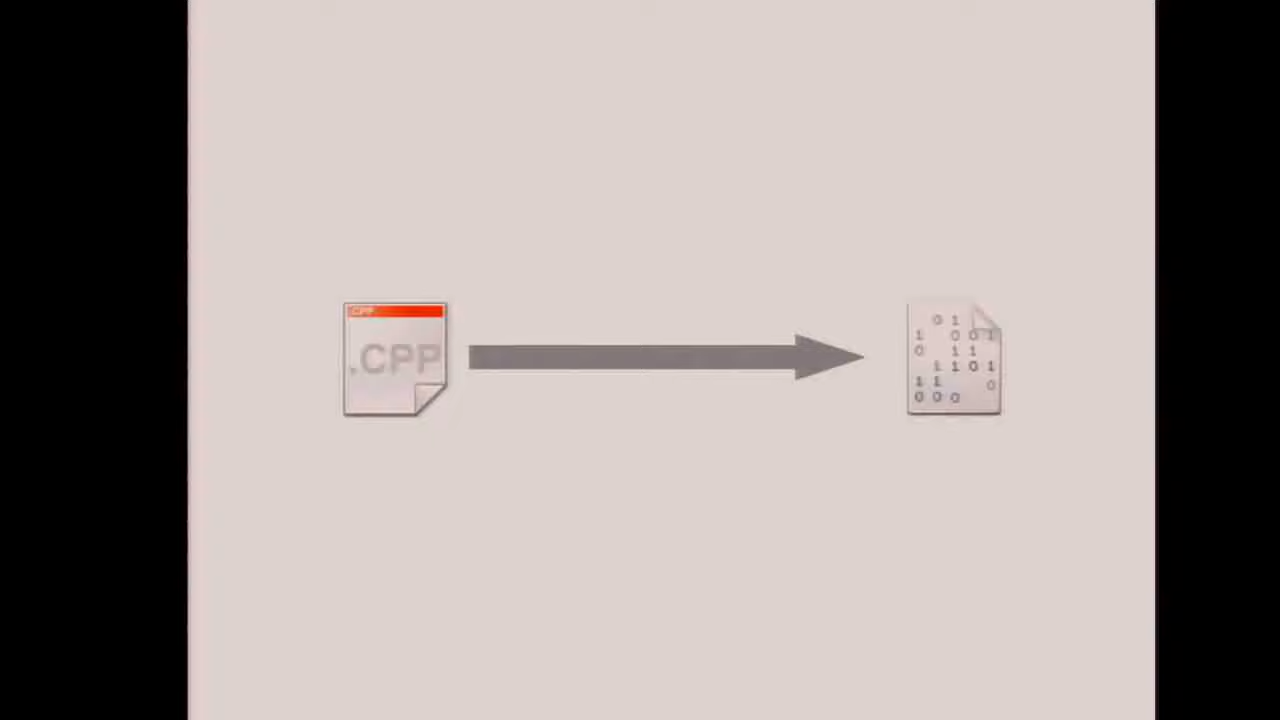 CPP
.CPP
0 1
1 0 0 1
0 1 1
1 1 0 1
1 1 0
0 0 0